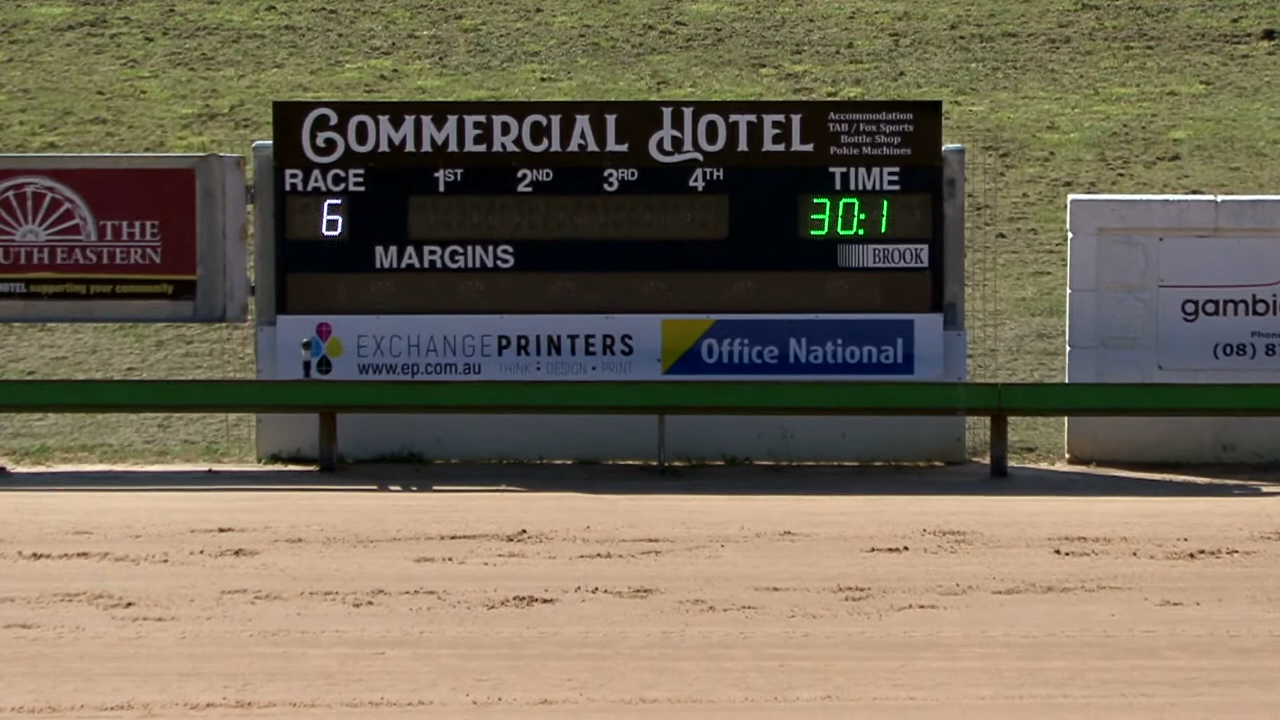 COMMERCIAL HOTEL
Accommodation
TAB / Fox Sports
Bottle Shop
Pokie Machines
RACE 1ST 2ND 3RD 4TH TIME
6 30:1
MARGINS BROOK
THE
UTH EASTERN
HOTEL supporting your community
EXCHANGEPRINTERS
www.ep.com.au THINK : DESIGN • PRINT
Office National
gambi
Phon
(08) 8